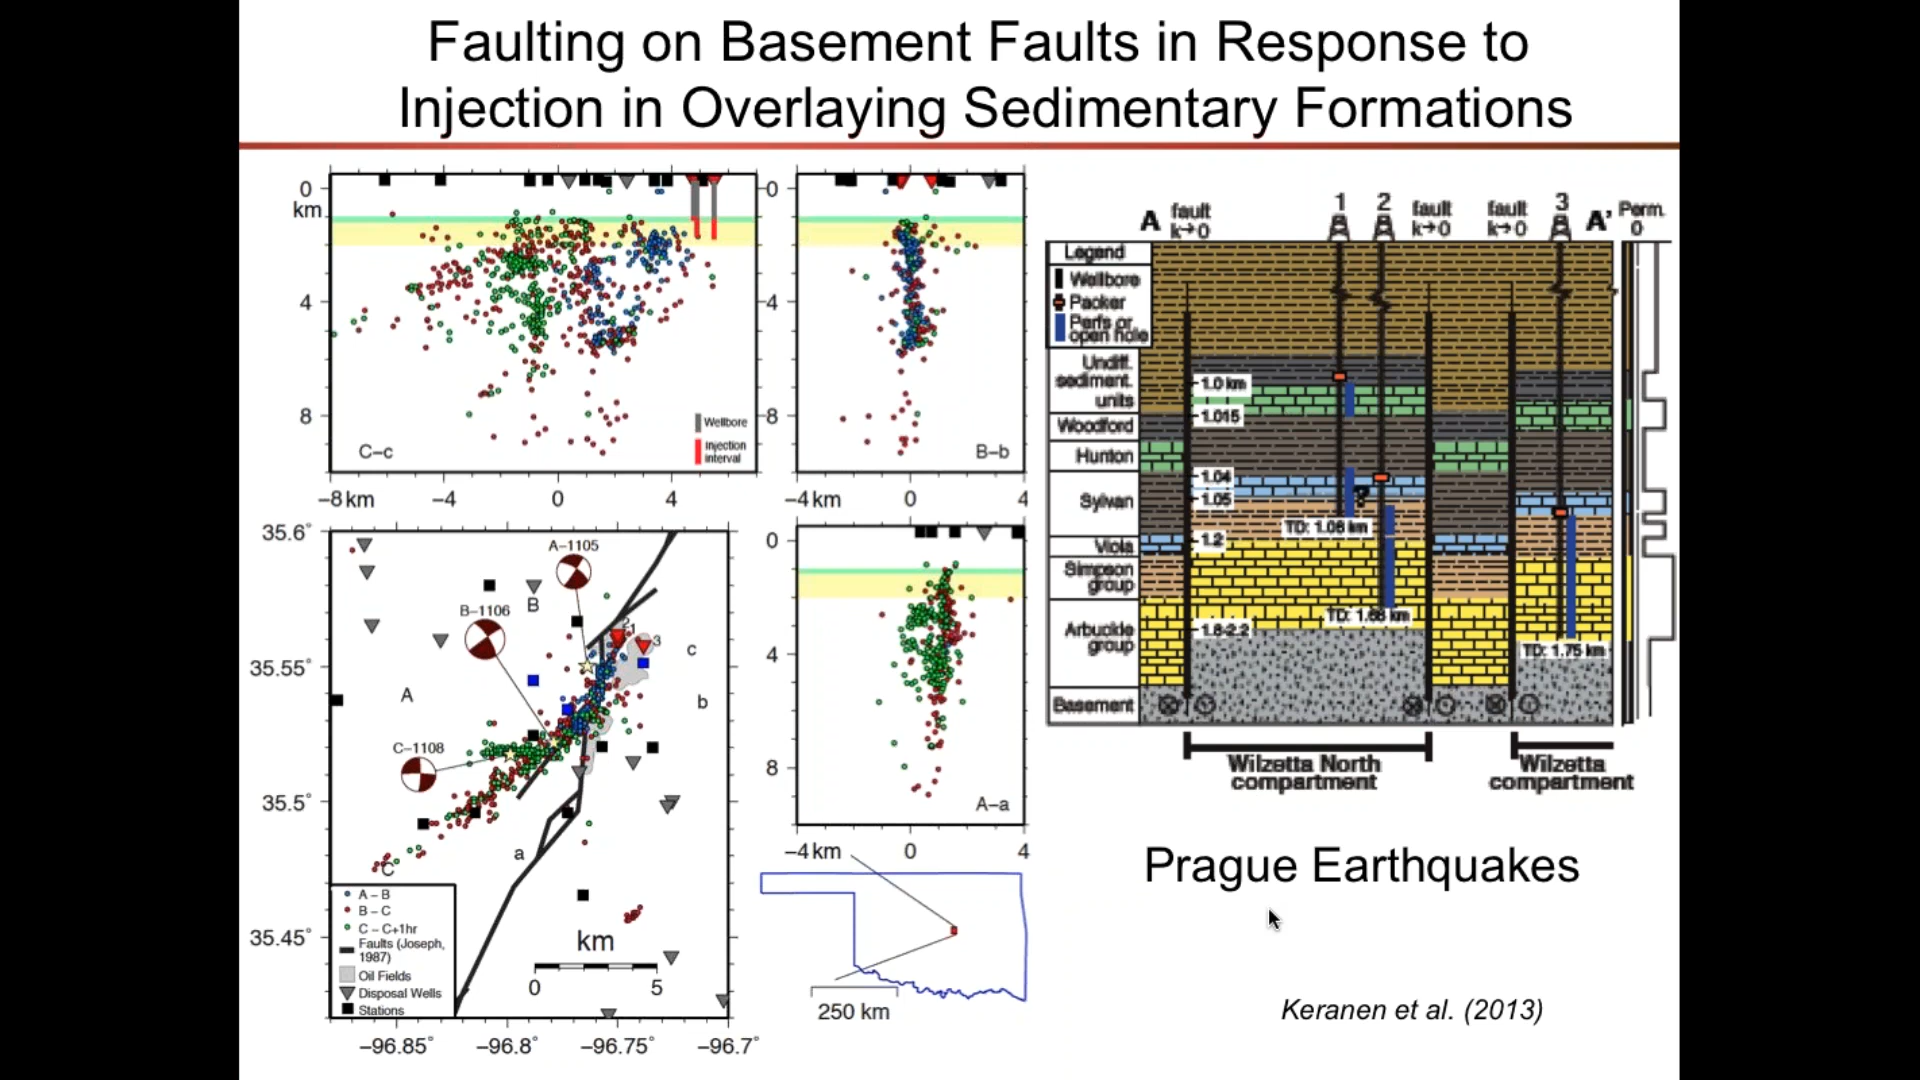 Faulting on Basement Faults in Response to
Injection in Overlaying Sedimentary Formations
0
km
4
8
Wellbore
Injection
interval
C–c
−8 km
−4
0
4
0
4
8
B–b
−4 km
0
4
35.6°
35.55°
35.5°
35.45°
A-1105
B-1106
B
2
1
3
c
A
b
C-1108
a
C
A – B
B – C
C – C+1hr
Faults (Joseph,
1987)
Oil Fields
Disposal Wells
Stations
km
0
5
−96.85°
−96.8°
−96.75°
−96.7°
0
4
8
A–a
−4 km
0
4
250 km
A
fault
k→0
1
2
fault
k→0
fault
k→0
3
A'
Perm.
0
Legend
Wellbore
Packer
Perfs or
open hole
Undiff.
sediment.
units
Woodford
Hunton
Sylvan
Viola
Simpson
group
Arbuckle
group
Basement
1.0 km
1.015
1.04
1.05
?
TD: 1.06 km
1.2
TD: 1.68 km
1.8-2.2
TD: 1.75 km
Wilzetta North
compartment
Wilzetta
compartment
Prague Earthquakes
Keranen et al. (2013)